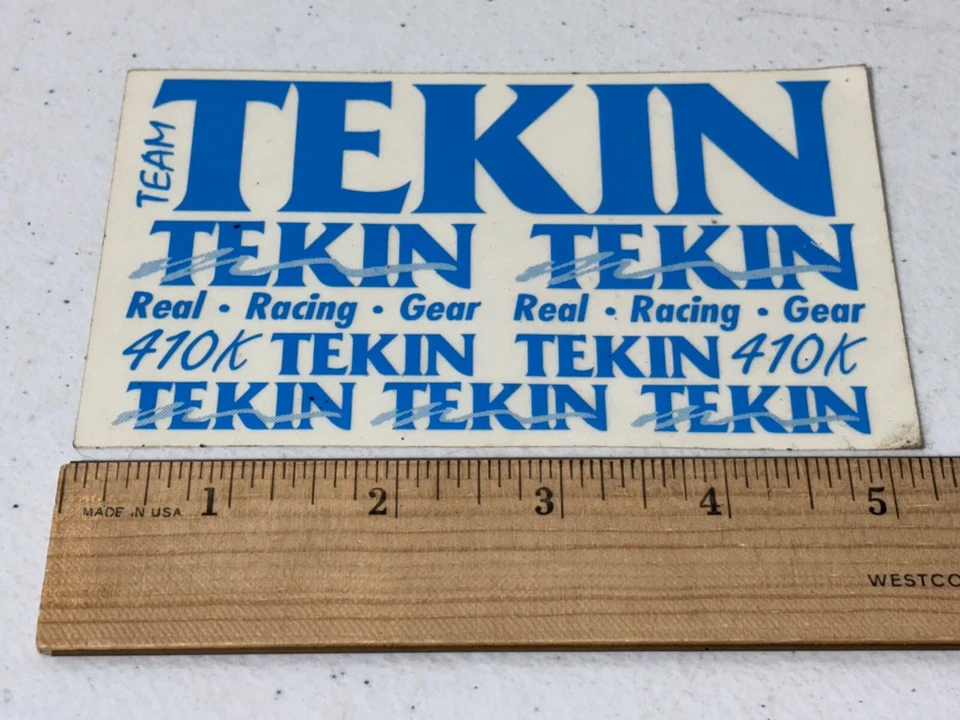 TEAM TEKIN
TEKIN TEKIN
Real · Racing · Gear Real · Racing · Gear
410K TEKIN TEKIN 410K
TEKIN TEKIN TEKIN
1 2 3 4 5
MADE IN USA
WESTCO